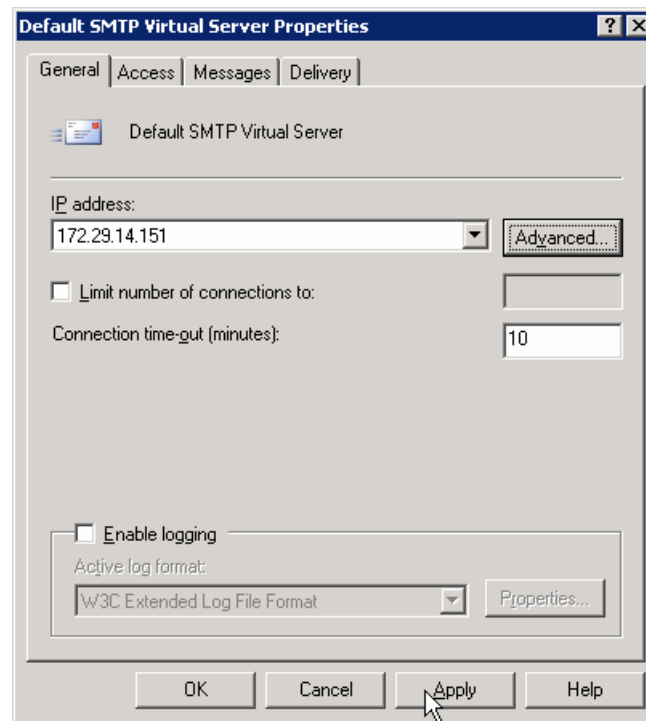 Default SMTP Virtual Server Properties
General Access Messages Delivery
Default SMTP Virtual Server
IP address:
172.29.14.151 Advanced...
Limit number of connections to:
Connection time-out (minutes): 10
Enable logging
Active log format:
W3C Extended Log File Format Properties...
OK Cancel Apply Help